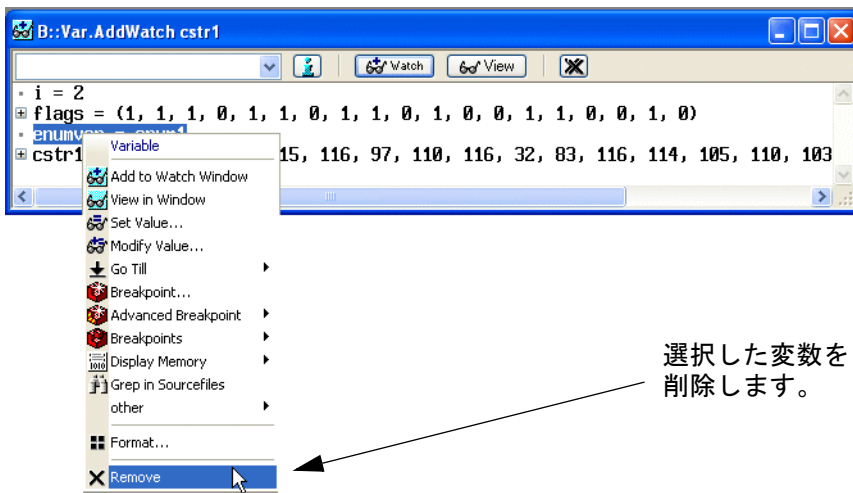 B::Var.AddWatch cstr1
Watch View
i = 2
flags = (1, 1, 1, 0, 1, 1, 0, 1, 1, 0, 1, 0, 0, 1, 1, 0, 0, 1, 0)
enumvar = enum1
cstr1 15, 116, 97, 110, 116, 32, 83, 116, 114, 105, 110, 103
Variable
Add to Watch Window
View in Window
Set Value...
Modify Value...
Go Till
Breakpoint...
Advanced Breakpoint
Breakpoints
Display Memory
Grep in Sourcefiles
other
Format...
Remove
選択した変数を
削除します。